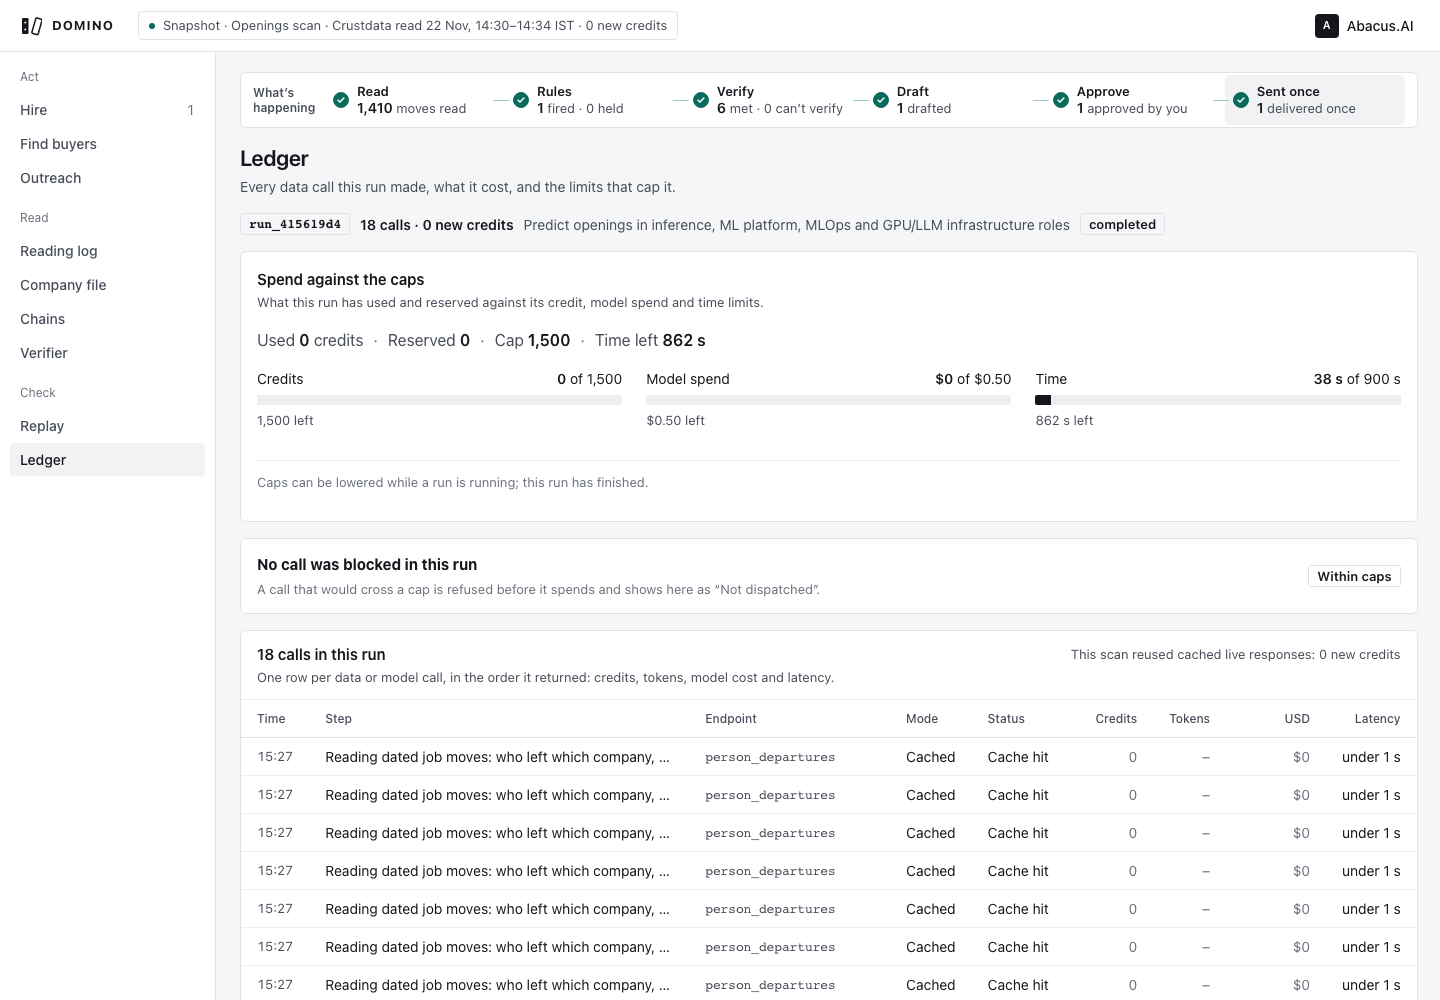 DOMINO
Snapshot · Openings scan · Crustdata read 22 Nov, 14:30–14:34 IST · 0 new credits
A
Abacus.AI
Act
Hire 1
Find buyers
Outreach
Read
Reading log
Company file
Chains
Verifier
Check
Replay
Ledger
What’s happening
Read
1,410 moves read
Rules
1 fired · 0 held
Verify
6 met · 0 can’t verify
Draft
1 drafted
Approve
1 approved by you
Sent once
1 delivered once
Ledger
Every data call this run made, what it cost, and the limits that cap it.
run_415619d4 18 calls · 0 new credits Predict openings in inference, ML platform, MLOps and GPU/LLM infrastructure roles completed
Spend against the caps
What this run has used and reserved against its credit, model spend and time limits.
Used 0 credits · Reserved 0 · Cap 1,500 · Time left 862 s
Credits 0 of 1,500
1,500 left
Model spend $0 of $0.50
$0.50 left
Time 38 s of 900 s
862 s left
Caps can be lowered while a run is running; this run has finished.
No call was blocked in this run
A call that would cross a cap is refused before it spends and shows here as “Not dispatched”.
Within caps
18 calls in this run
This scan reused cached live responses: 0 new credits
One row per data or model call, in the order it returned: credits, tokens, model cost and latency.
Time Step Endpoint Mode Status Credits Tokens USD Latency
15:27 Reading dated job moves: who left which company, ... person_departures Cached Cache hit 0 – $0 under 1 s
15:27 Reading dated job moves: who left which company, ... person_departures Cached Cache hit 0 – $0 under 1 s
15:27 Reading dated job moves: who left which company, ... person_departures Cached Cache hit 0 – $0 under 1 s
15:27 Reading dated job moves: who left which company, ... person_departures Cached Cache hit 0 – $0 under 1 s
15:27 Reading dated job moves: who left which company, ... person_departures Cached Cache hit 0 – $0 under 1 s
15:27 Reading dated job moves: who left which company, ... person_departures Cached Cache hit 0 – $0 under 1 s
15:27 Reading dated job moves: who left which company, ... person_departures Cached Cache hit 0 – $0 under 1 s